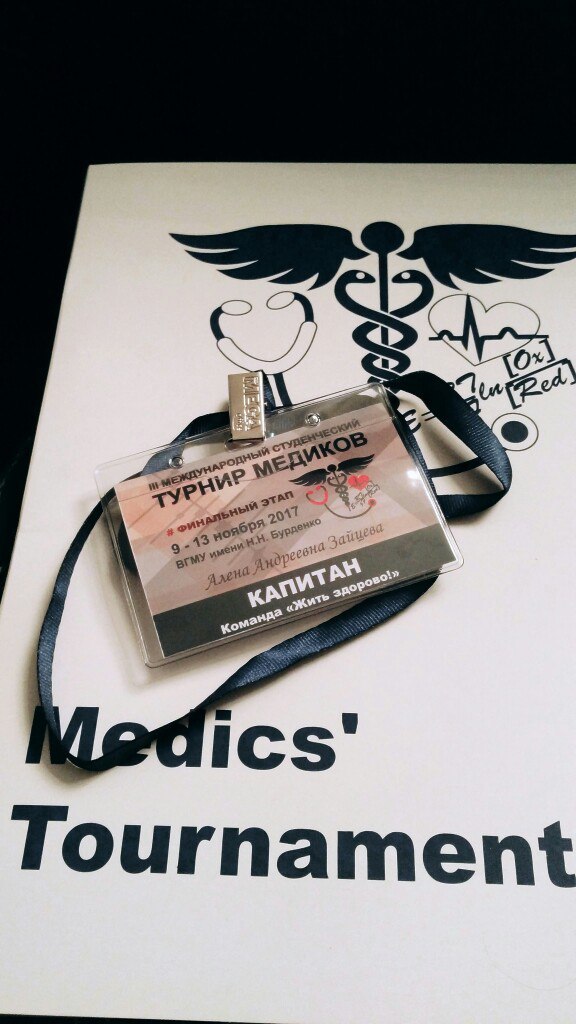 [Ox]
[Red]
MEGA
III МЕЖДУНАРОДНЫЙ СТУДЕНЧЕСКИЙ
ТУРНИР МЕДИКОВ
# ФИНАЛЬНЫЙ ЭТАП
9 - 13 ноября 2017
ВГМУ имени Н.Н. Бурденко
Алена Андреевна Зайцева
КАПИТАН
Команда «Жить здорово!»
Medics'
Tournament